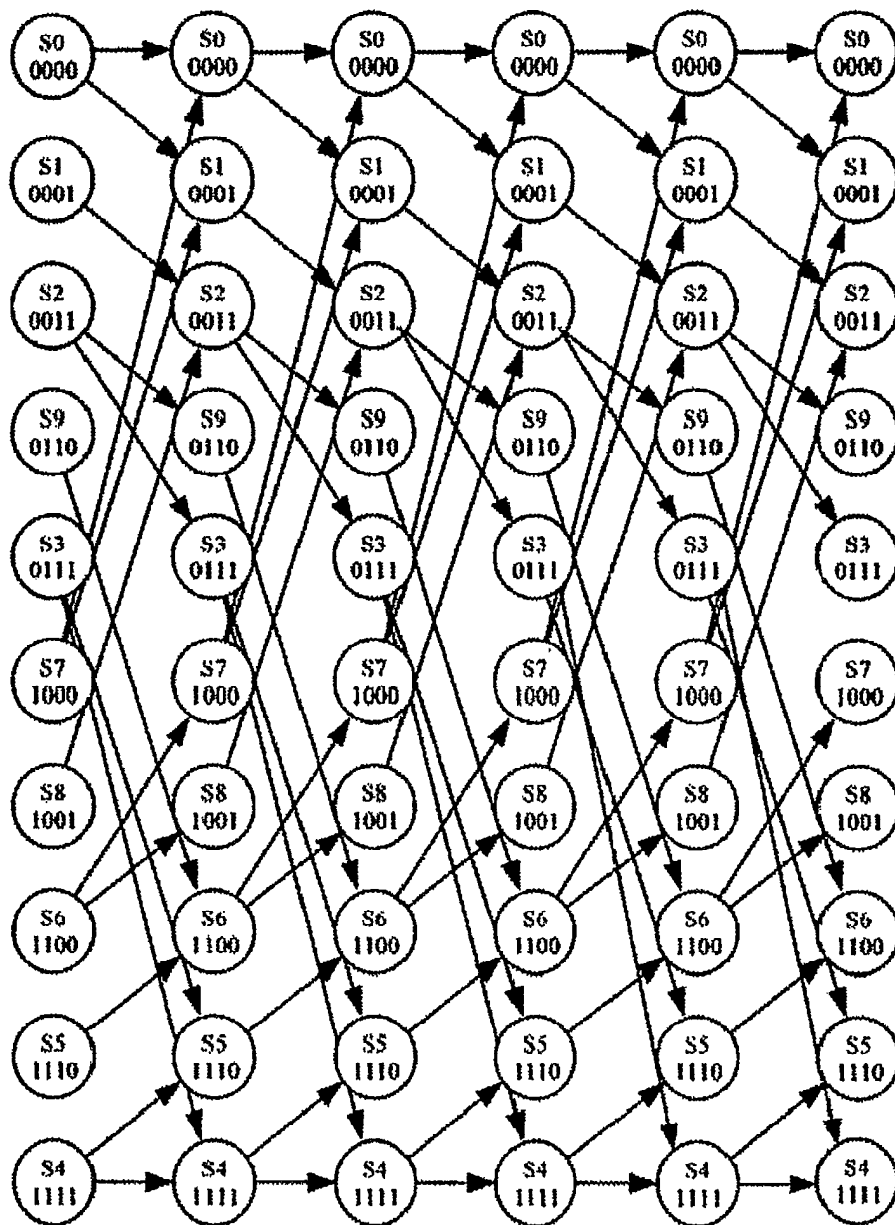 S0 S0 S0 S0 S0 S0
0000 0000 0000 0000 0000 0000
S1 S1 S1 S1 S1 S1
0001 0001 0001 0001 0001 0001
S2 S2 S2 S2 S2 S2
0011 0011 0011 0011 0011 0011
S9 S9 S9 S9 S9 S9
0110 0110 0110 0110 0110 0110
S3 S3 S3 S3 S3 S3
0111 0111 0111 0111 0111 0111
S7 S7 S7 S7 S7 S7
1000 1000 1000 1000 1000 1000
S8 S8 S8 S8 S8 S8
1001 1001 1001 1001 1001 1001
S6 S6 S6 S6 S6 S6
1100 1100 1100 1100 1100 1100
S5 S5 S5 S5 S5 S5
1110 1110 1110 1110 1110 1110
S4 S4 S4 S4 S4 S4
1111 1111 1111 1111 1111 1111